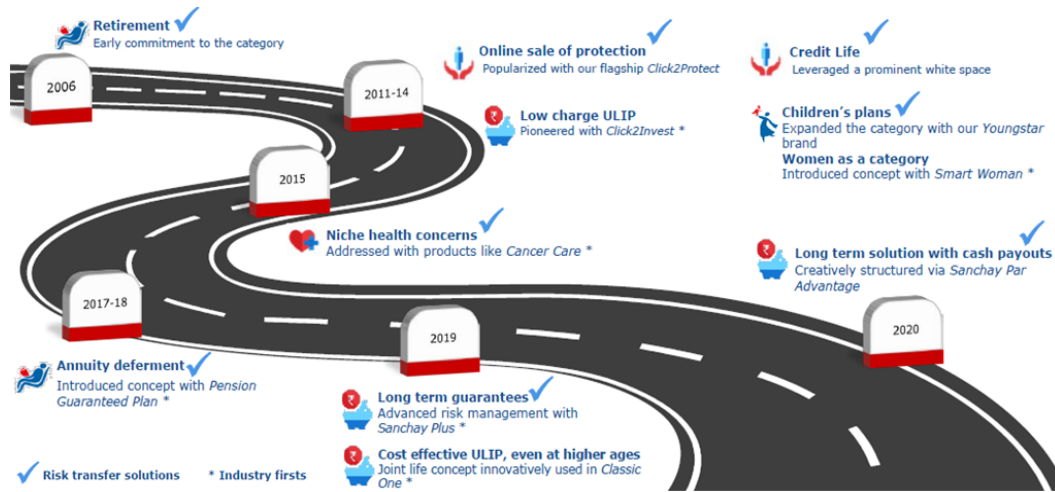 Retirement
Early commitment to the category
2006
2011-14
Online sale of protection
Popularized with our flagship Click2Protect
Low charge ULIP
Pioneered with Click2Invest *
Credit Life
Leveraged a prominent white space
Children's plans
Expanded the category with our Youngstar
brand
Women as a category
Introduced concept with Smart Woman *
2015
Niche health concerns
Addressed with products like Cancer Care *
2017-18
Annuity deferment
Introduced concept with Pension
Guaranteed Plan *
2019
Long term guarantees
Advanced risk management with
Sanchay Plus *
Cost effective ULIP, even at higher ages
Joint life concept innovatively used in Classic
One *
Long term solution with cash payouts
Creatively structured via Sanchay Par
Advantage
2020
Risk transfer solutions
* Industry firsts